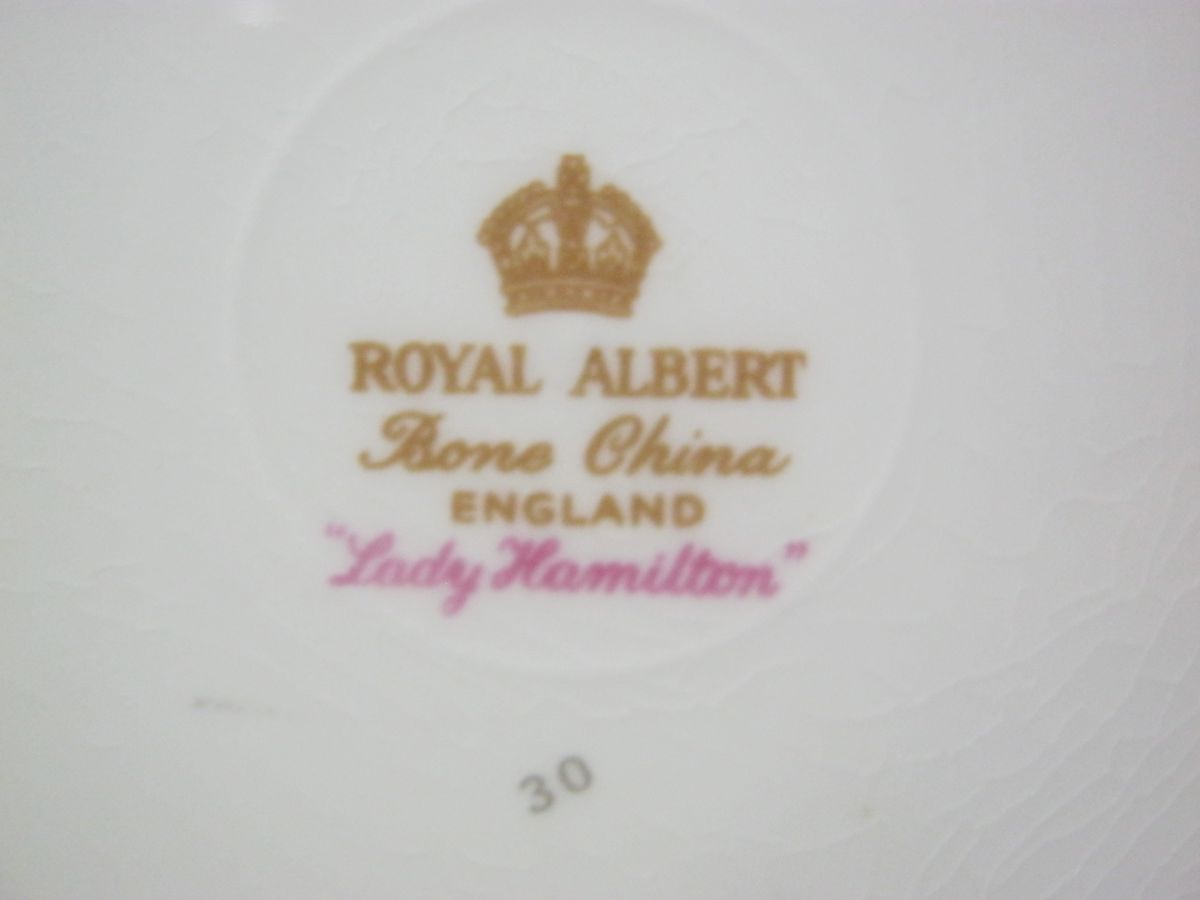 ROYAL ALBERT
Bone China
ENGLAND
"Lady Hamilton"
30